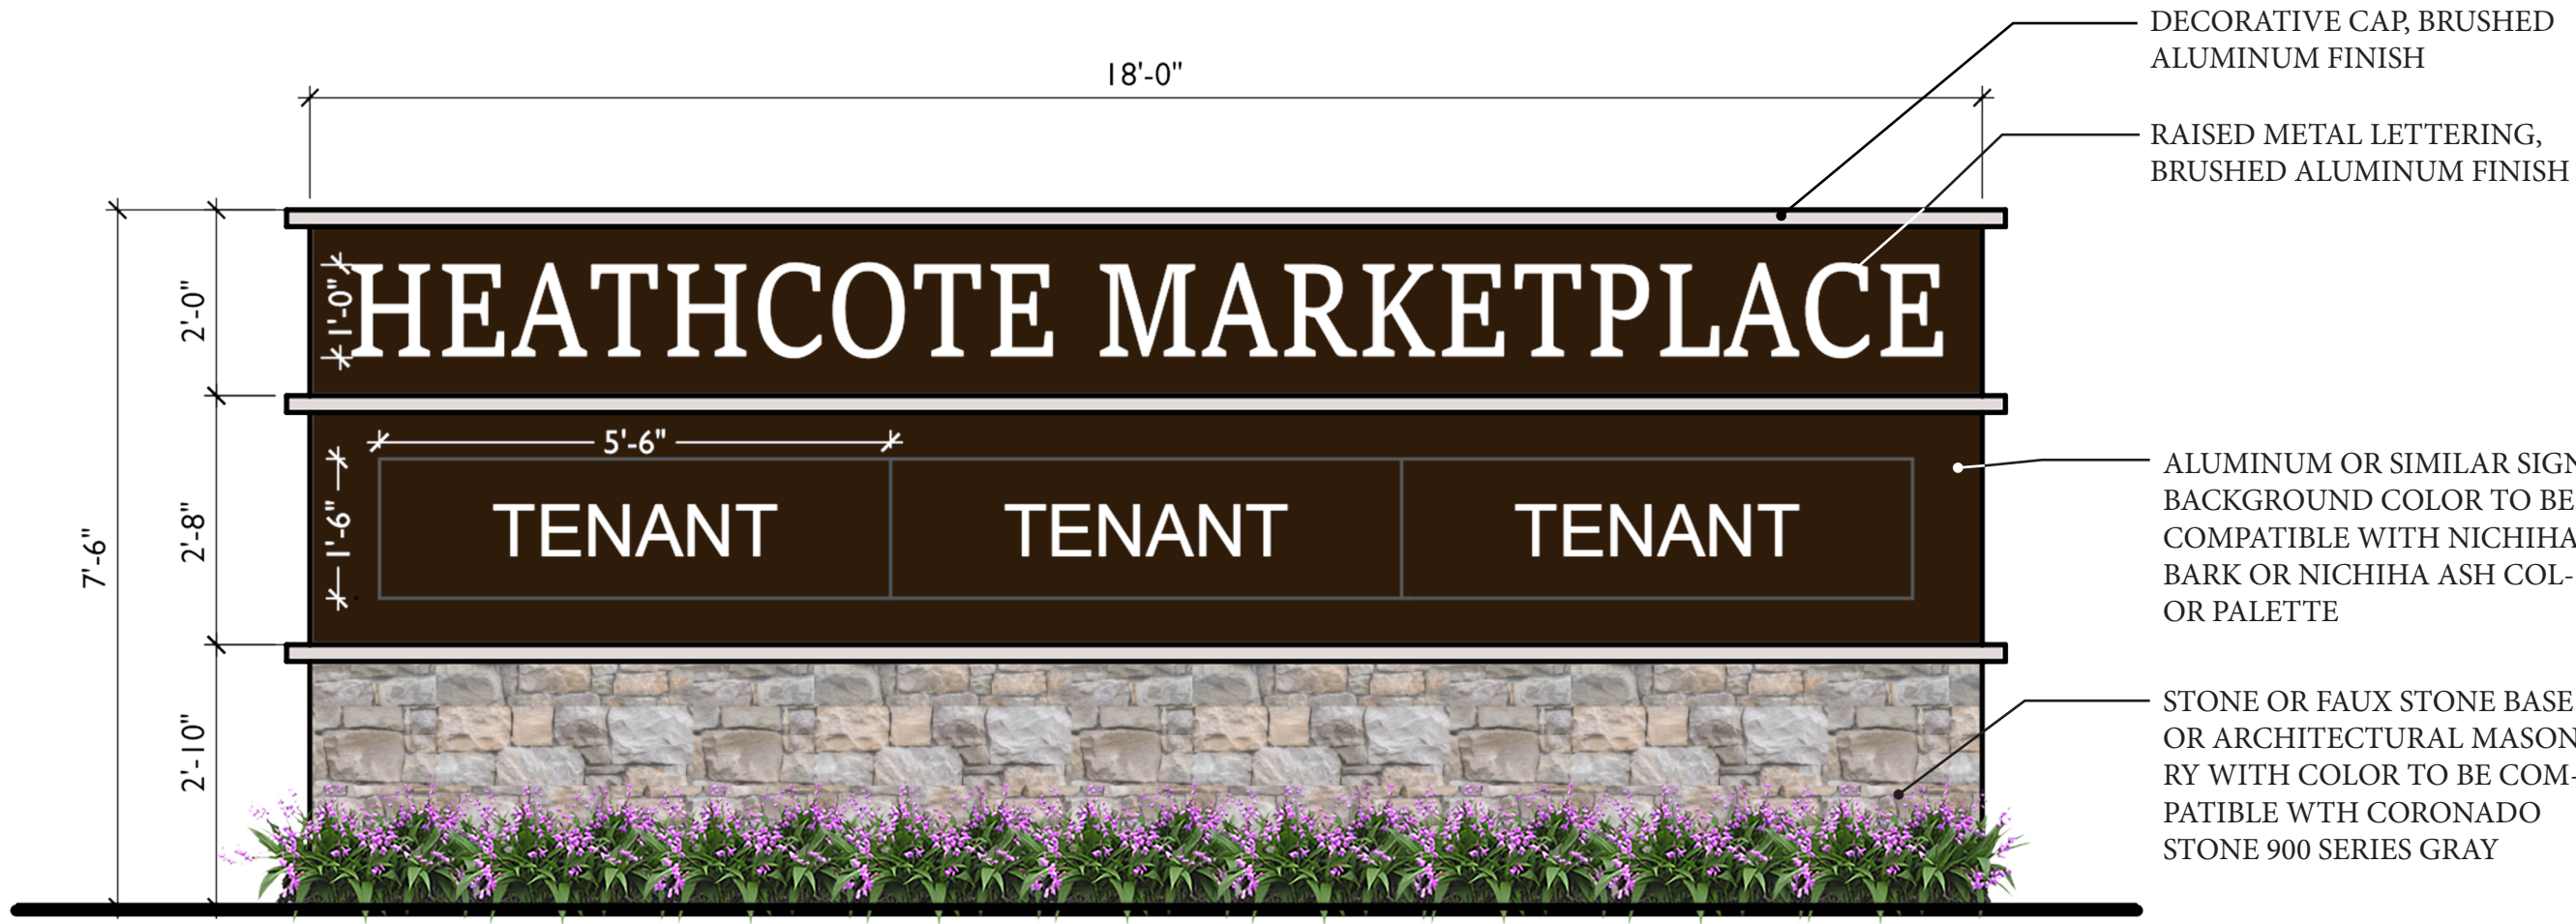 DECORATIVE CAP, BRUSHED
ALUMINUM FINISH
18'-0"
RAISED METAL LETTERING,
BRUSHED ALUMINUM FINISH
HEATHCOTE MARKETPLACE
1'-0"
2'-0"
5'-6"
TENANT TENANT TENANT
1'-6"
2'-8"
7'-6"
2'-10"
ALUMINUM OR SIMILAR SIGN
BACKGROUND COLOR TO BE
COMPATIBLE WITH NICHIHA
BARK OR NICHIHA ASH COL-
OR PALETTE
STONE OR FAUX STONE BASE
OR ARCHITECTURAL MASON-
RY WITH COLOR TO BE COM-
PATIBLE WTH CORONADO
STONE 900 SERIES GRAY